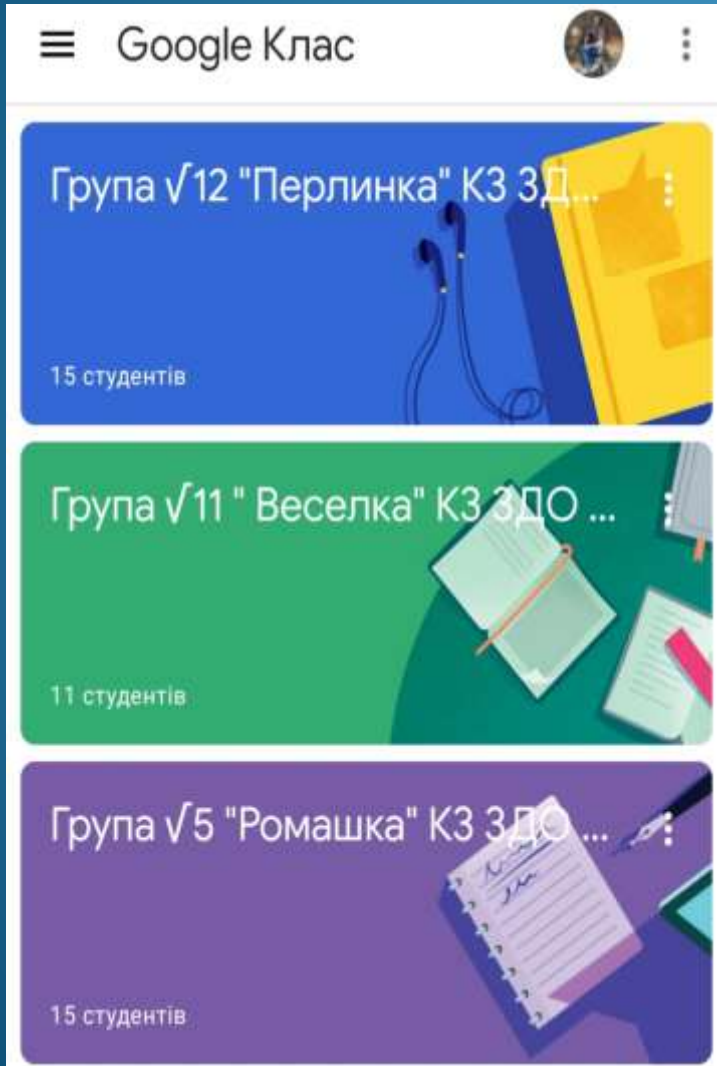 Google Клас
Група √12 "Перлинка" КЗ ЗД...
15 студентів
Група √11 " Веселка" КЗ ЗДО ...
11 студентів
Група √5 "Ромашка" КЗ ЗДО ...
15 студентів